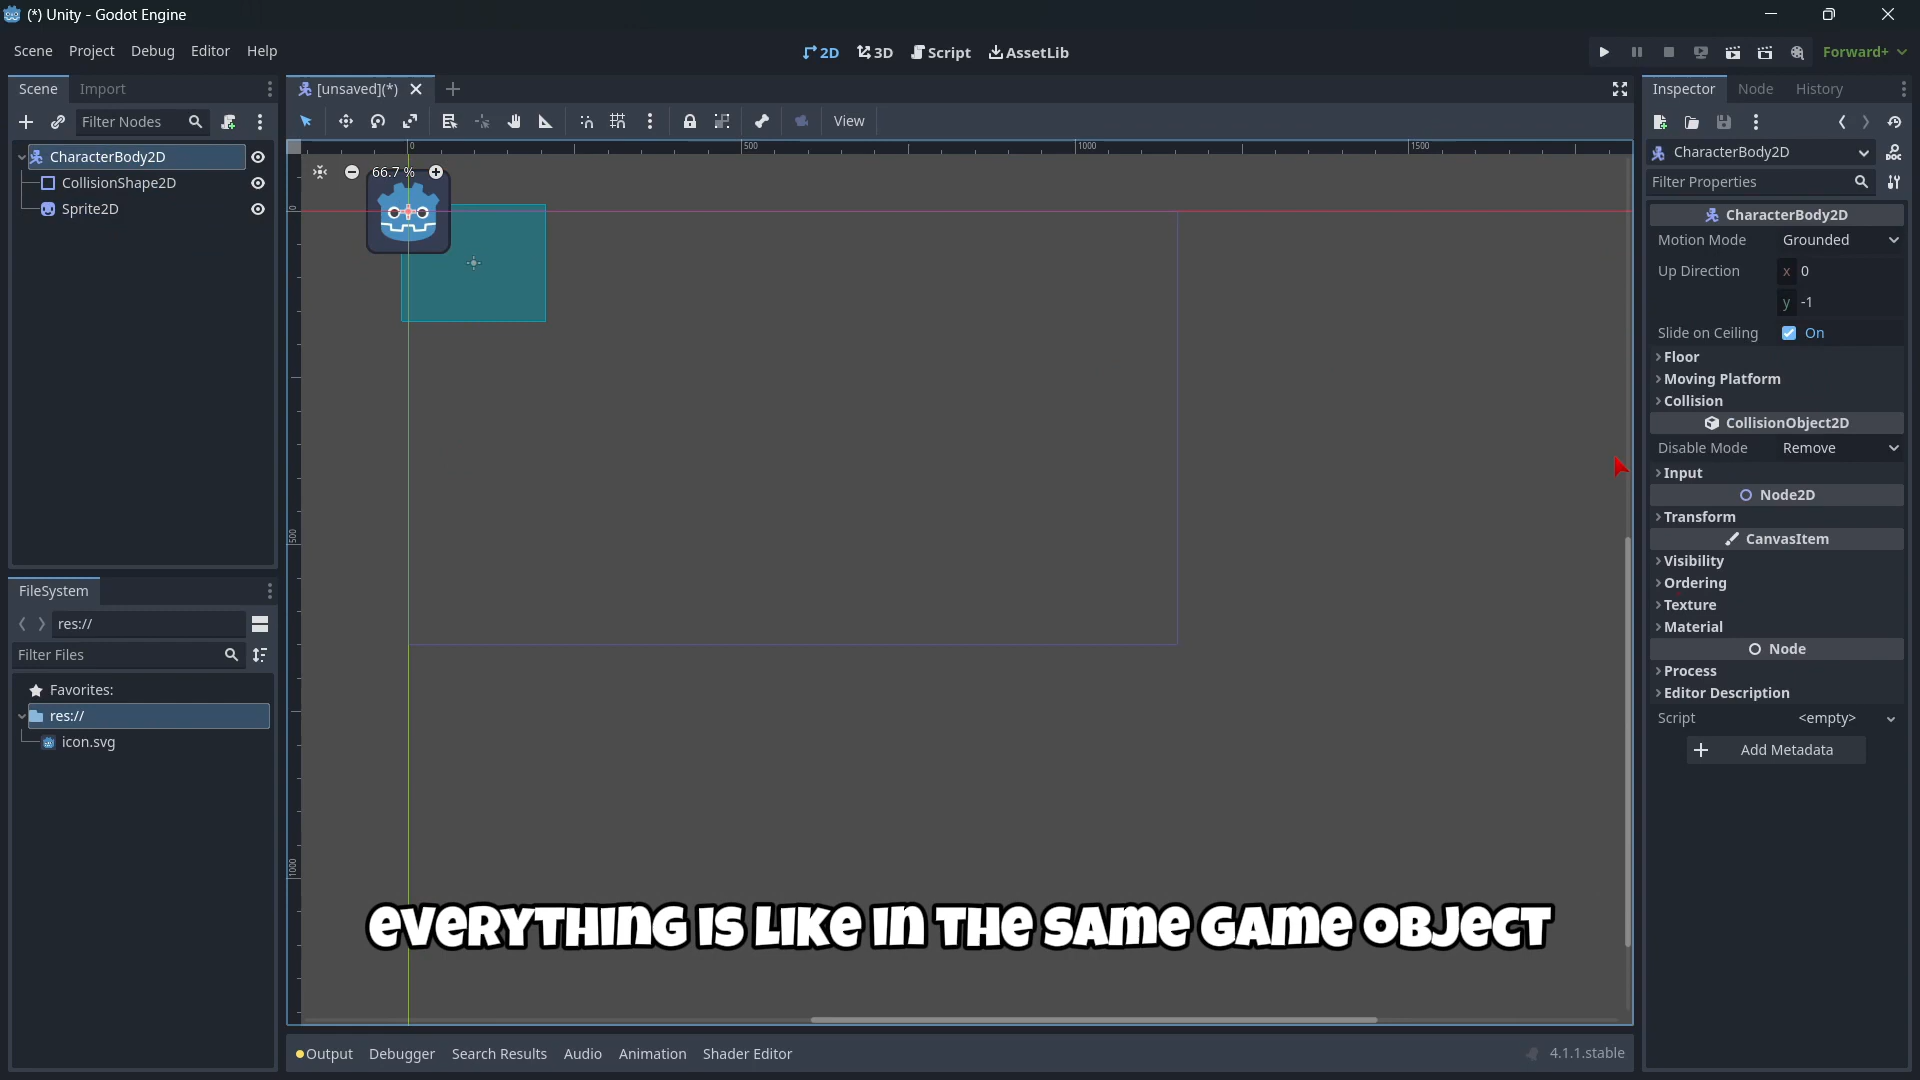 (*) Unity - Godot Engine
Scene Project Debug Editor Help
2D 3D Script AssetLib
Forward+
Scene Import
Filter Nodes
CharacterBody2D
CollisionShape2D
Sprite2D
FileSystem
res://
Filter Files
Favorites:
res://
icon.svg
[unsaved](*)
View
0 500 1000 1500
66.7 %
0
500
1000
everything is like in the same game object
Output Debugger Search Results Audio Animation Shader Editor
4.1.1.stable
Inspector Node History
CharacterBody2D
Filter Properties
CharacterBody2D
Motion Mode Grounded
Up Direction x 0
y -1
Slide on Ceiling On
Floor
Moving Platform
Collision
CollisionObject2D
Disable Mode Remove
Input
Node2D
Transform
CanvasItem
Visibility
Ordering
Texture
Material
Node
Process
Editor Description
Script <empty>
Add Metadata